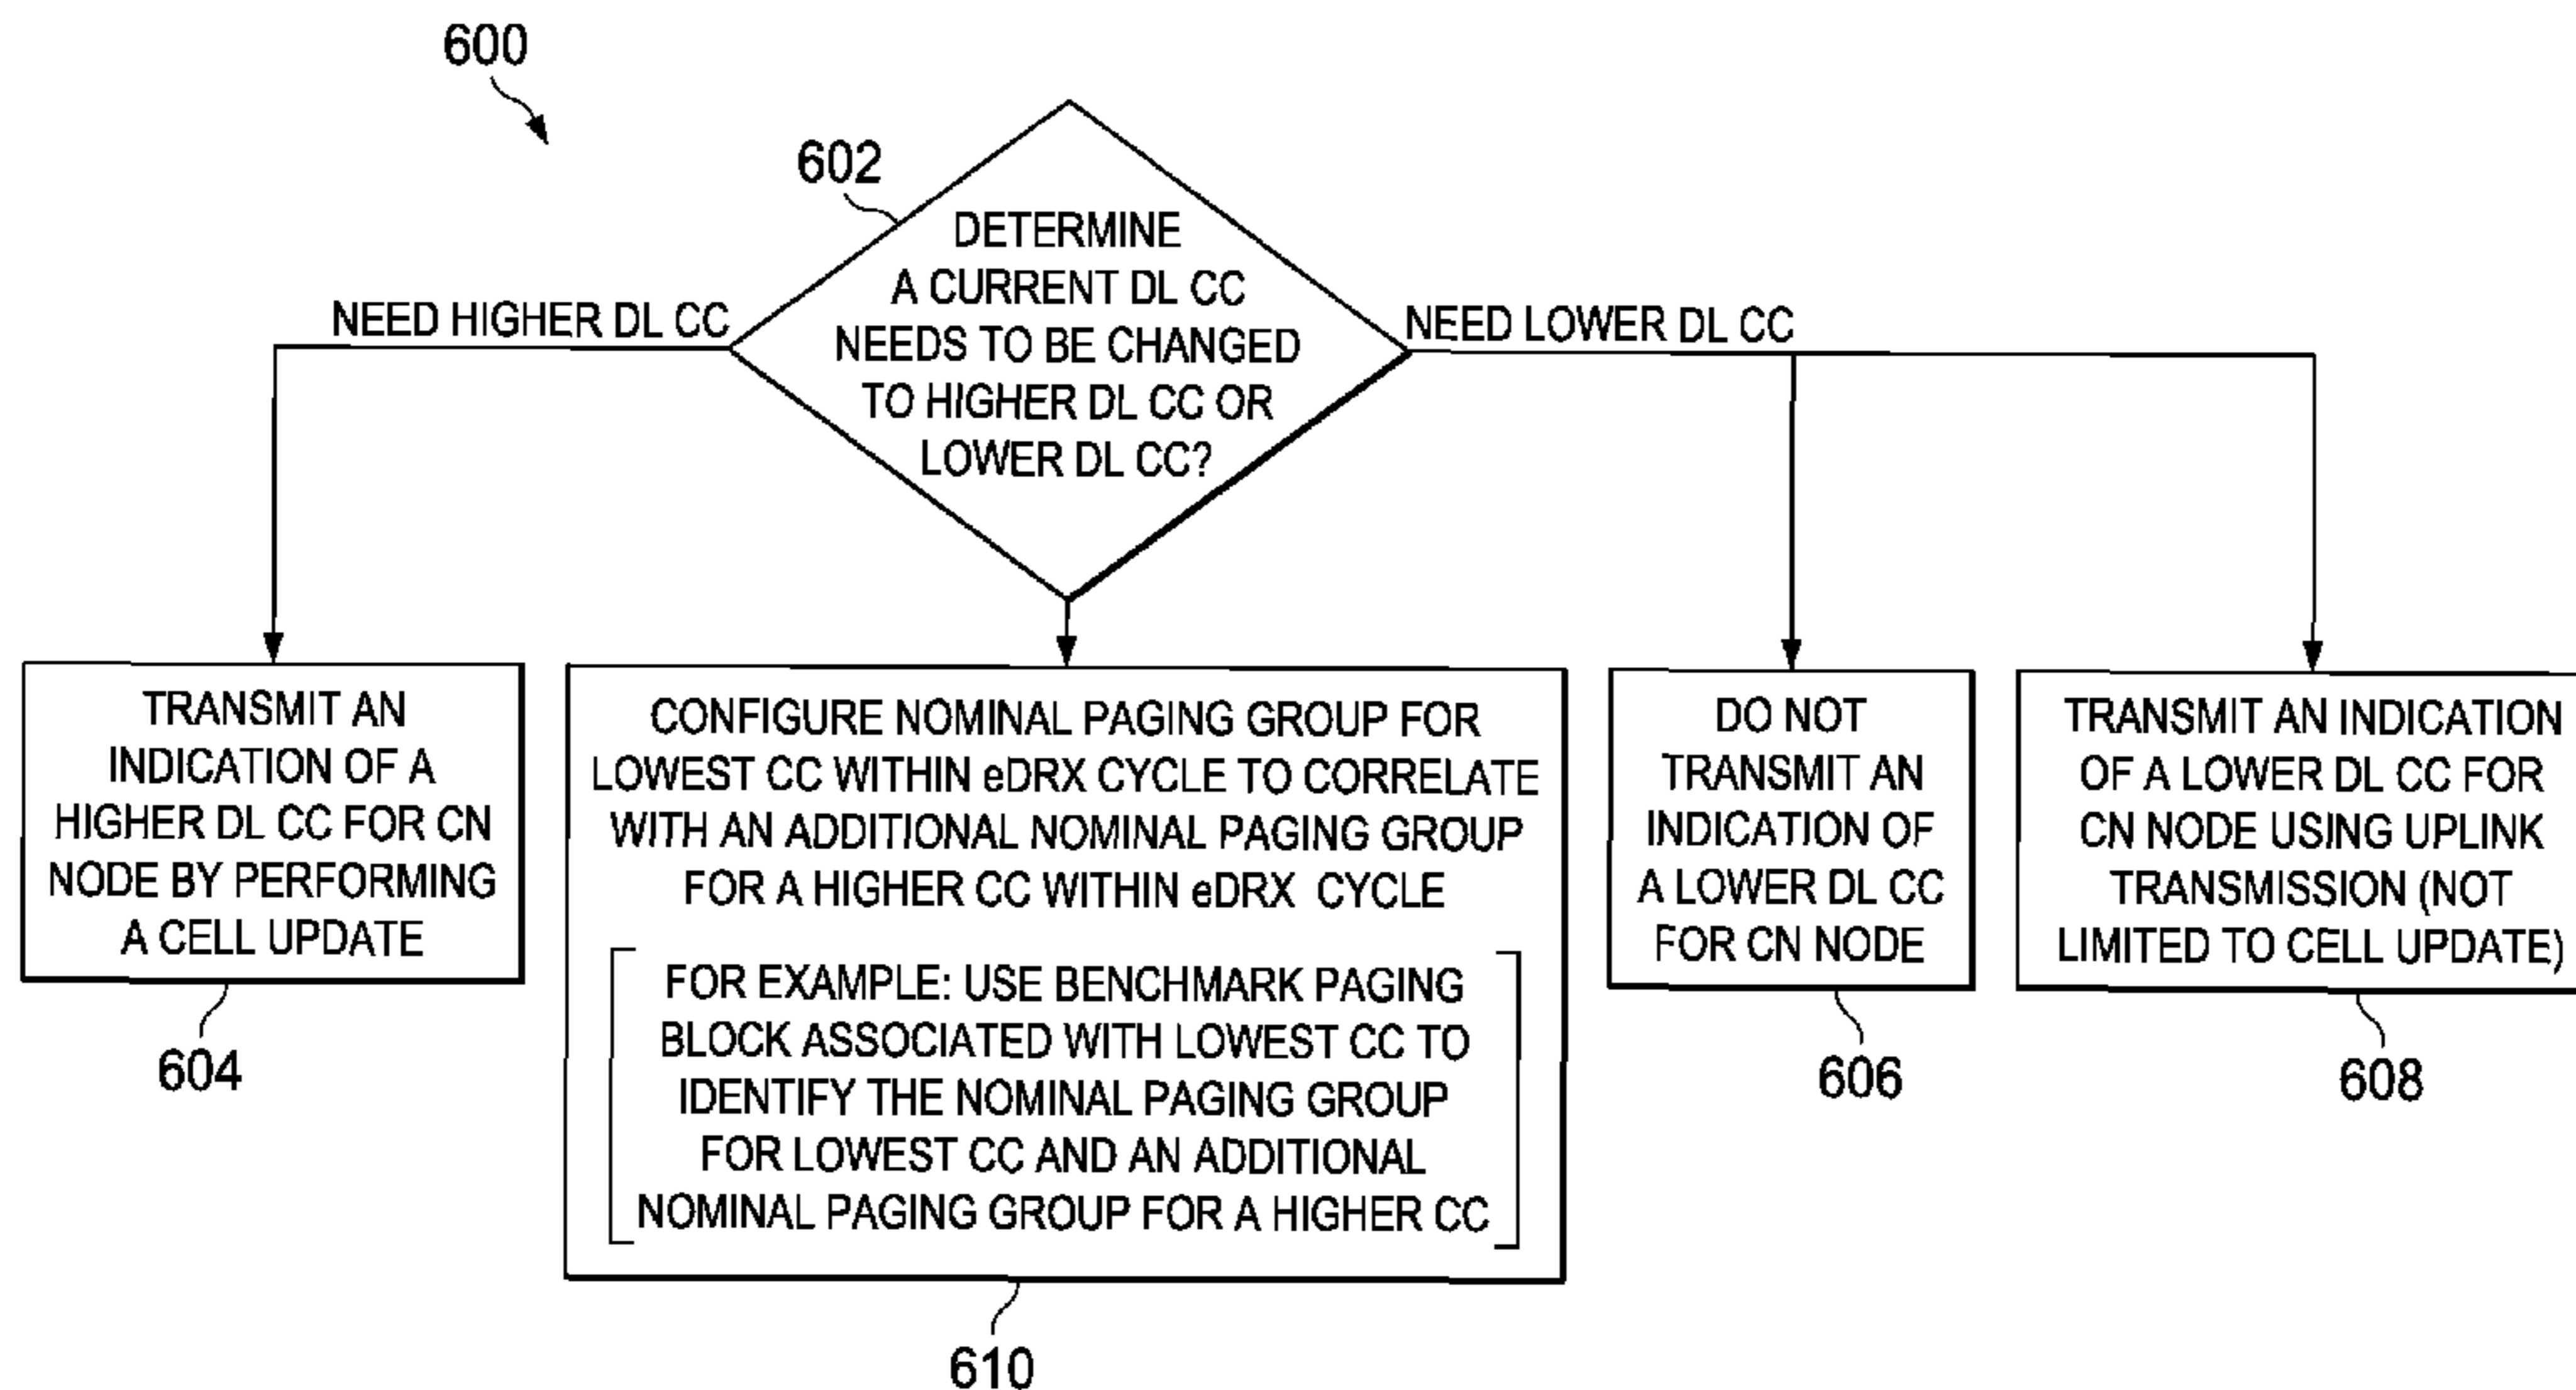 600
602
DETERMINE
A CURRENT DL CC
NEEDS TO BE CHANGED
TO HIGHER DL CC OR
LOWER DL CC?
NEED HIGHER DL CC
NEED LOWER DL CC
TRANSMIT AN
INDICATION OF A
HIGHER DL CC FOR CN
NODE BY PERFORMING
A CELL UPDATE
604
CONFIGURE NOMINAL PAGING GROUP FOR
LOWEST CC WITHIN eDRX CYCLE TO CORRELATE
WITH AN ADDITIONAL NOMINAL PAGING GROUP
FOR A HIGHER CC WITHIN eDRX CYCLE
FOR EXAMPLE: USE BENCHMARK PAGING
BLOCK ASSOCIATED WITH LOWEST CC TO
IDENTIFY THE NOMINAL PAGING GROUP
FOR LOWEST CC AND AN ADDITIONAL
NOMINAL PAGING GROUP FOR A HIGHER CC
610
DO NOT
TRANSMIT AN
INDICATION OF
A LOWER DL CC
FOR CN NODE
606
TRANSMIT AN INDICATION
OF A LOWER DL CC FOR
CN NODE USING UPLINK
TRANSMISSION (NOT
LIMITED TO CELL UPDATE)
608